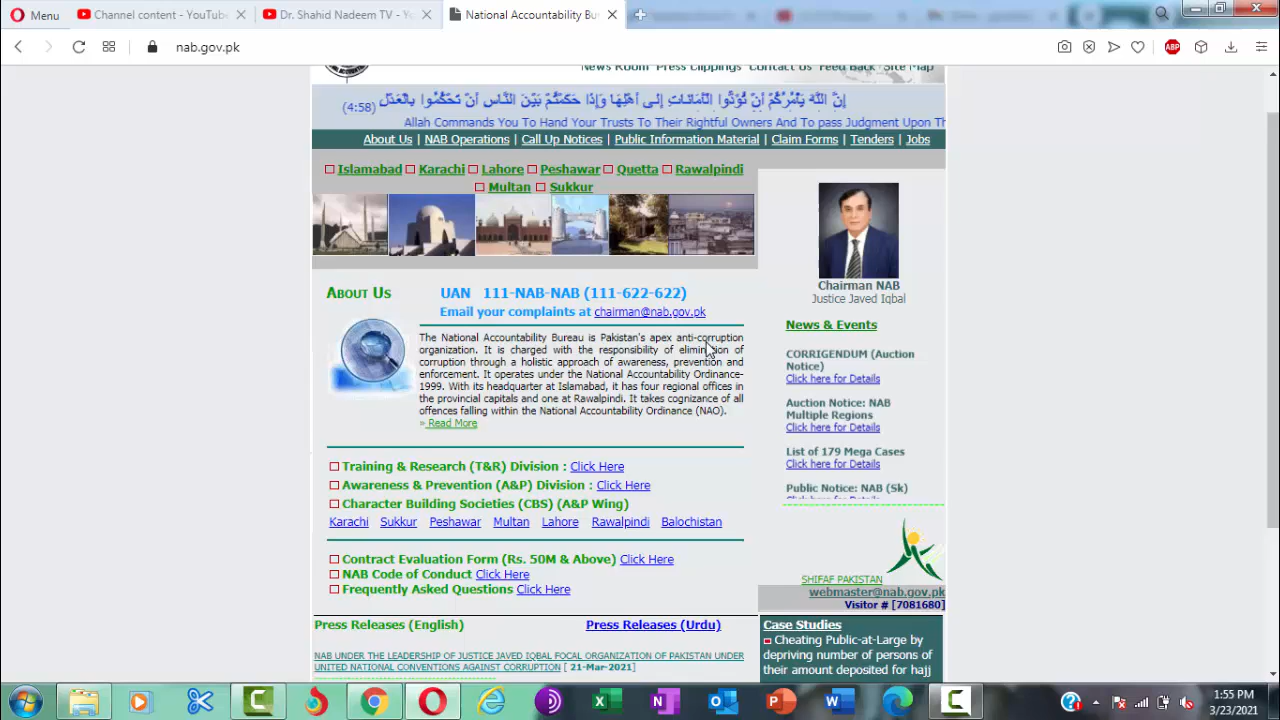 Menu
Channel content - YouTube
Dr. Shahid Nadeem TV - Yo
National Accountability Bu
nab.gov.pk
ABP
News Room Press Clippings Contact Us Feed Back Site Map
إِنَّ اللَّهَ يَأْمُرُكُمْ أَنْ تُؤَدُّوا الْأَمَانَاتِ إِلَى أَهْلِهَا وَإِذَا حَكَمْتُمْ بَيْنَ النَّاسِ أَنْ تَحْكُمُوا بِالْعَدْلِ (4:58)
Allah Commands You To Hand Your Trusts To Their Rightful Owners And To pass Judgment Upon Th
About Us | NAB Operations | Call Up Notices | Public Information Material | Claim Forms | Tenders | Jobs
Islamabad Karachi Lahore Peshawar Quetta Rawalpindi
Multan Sukkur
Chairman NAB
Justice Javed Iqbal
About Us
UAN 111-NAB-NAB (111-622-622)
Email your complaints at chairman@nab.gov.pk
The National Accountability Bureau is Pakistan's apex anti-corruption
organization. It is charged with the responsibility of elimination of
corruption through a holistic approach of awareness, prevention and
enforcement. It operates under the National Accountability Ordinance-
1999. With its headquarter at Islamabad, it has four regional offices in
the provincial capitals and one at Rawalpindi. It takes cognizance of all
offences falling within the National Accountability Ordinance (NAO).
» Read More
News & Events
CORRIGENDUM (Auction
Notice)
Click here for Details
Auction Notice: NAB
Multiple Regions
Click here for Details
List of 179 Mega Cases
Click here for Details
Public Notice: NAB (Sk)
Click here for Details
Training & Research (T&R) Division : Click Here
Awareness & Prevention (A&P) Division : Click Here
Character Building Societies (CBS) (A&P Wing)
Karachi Sukkur Peshawar Multan Lahore Rawalpindi Balochistan
Contract Evaluation Form (Rs. 50M & Above) Click Here
NAB Code of Conduct Click Here
Frequently Asked Questions Click Here
SHIFAF PAKISTAN
webmaster@nab.gov.pk
Visitor # [7081680]
Press Releases (English) Press Releases (Urdu)
NAB UNDER THE LEADERSHIP OF JUSTICE JAVED IQBAL FOCAL ORGANIZATION OF PAKISTAN UNDER
UNITED NATIONAL CONVENTIONS AGAINST CORRUPTION [ 21-Mar-2021]
Case Studies
Cheating Public-at-Large by
depriving number of persons of
their amount deposited for hajj
1:55 PM
3/23/2021